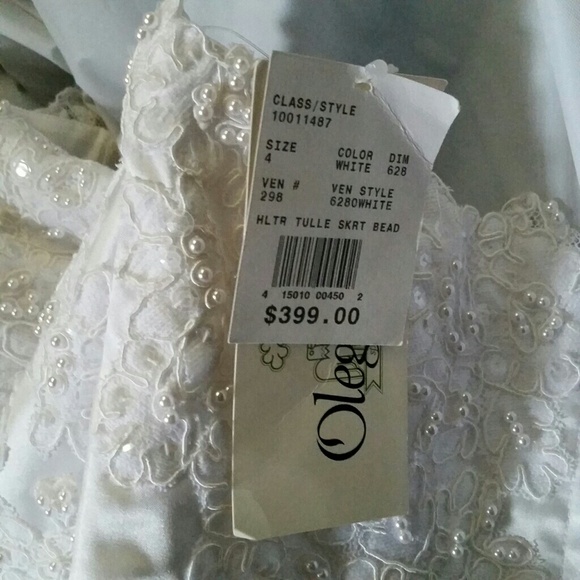 CLASS/STYLE
10011487
SIZE COLOR DIM
4 WHITE 628
VEN # VEN STYLE
298 6280WHITE
HLTR TULLE SKRT BEAD
4 15010 00450 2
$399.00
Oleg